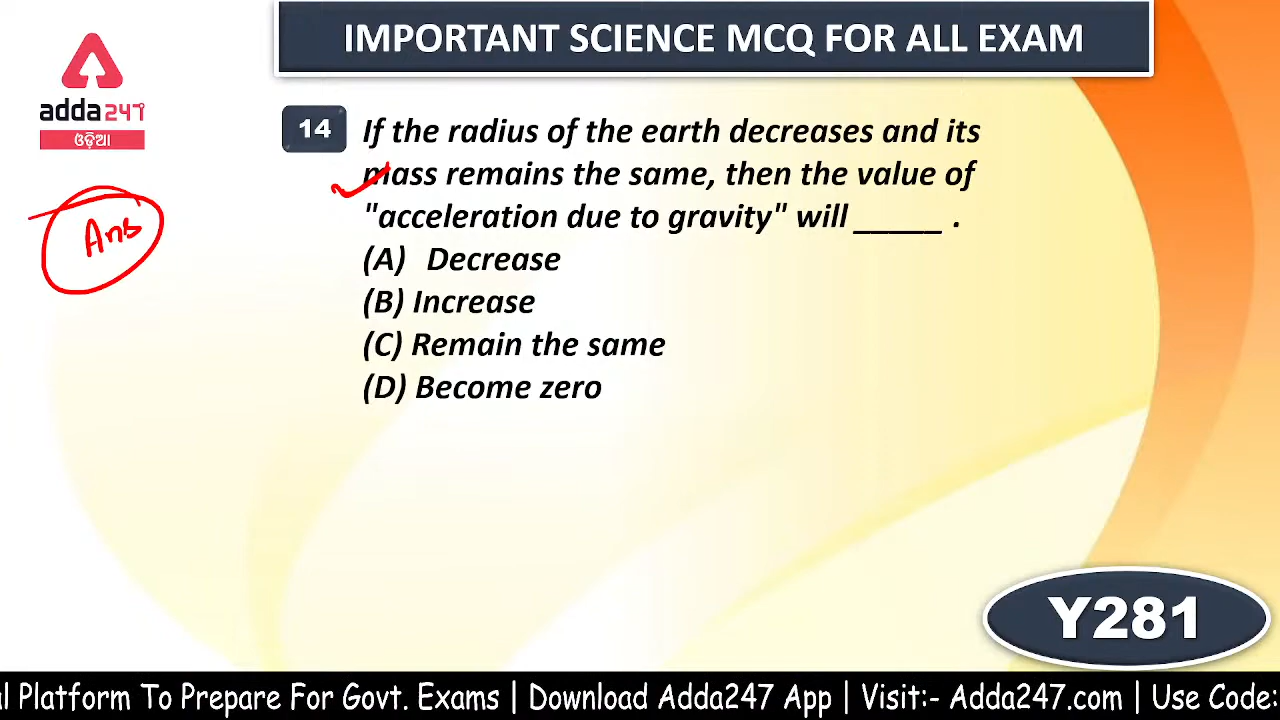 IMPORTANT SCIENCE MCQ FOR ALL EXAM
adda247
ଓଡ଼ିଆ
14
If the radius of the earth decreases and its
mass remains the same, then the value of
"acceleration due to gravity" will _____ .
(A) Decrease
(B) Increase
(C) Remain the same
(D) Become zero
Ans
Y281
l Platform To Prepare For Govt. Exams | Download Adda247 App | Visit:- Adda247.com | Use Code: